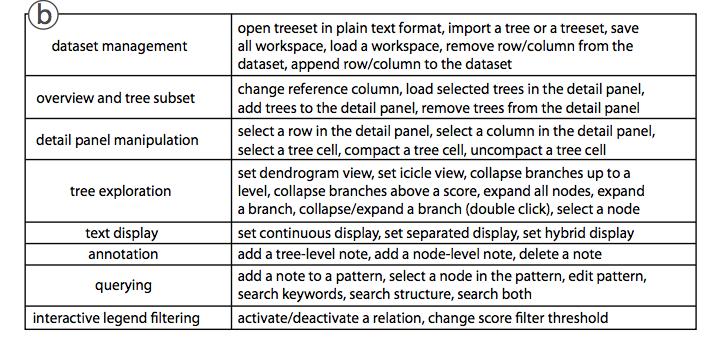 b
dataset management
open treeset in plain text format, import a tree or a treeset, save
all workspace, load a workspace, remove row/column from the
dataset, append row/column to the dataset
overview and tree subset
change reference column, load selected trees in the detail panel,
add trees to the detail panel, remove trees from the detail panel
detail panel manipulation
select a row in the detail panel, select a column in the detail panel,
select a tree cell, compact a tree cell, uncompact a tree cell
tree exploration
set dendrogram view, set icicle view, collapse branches up to a
level, collapse branches above a score, expand all nodes, expand
a branch, collapse/expand a branch (double click), select a node
text display
set continuous display, set separated display, set hybrid display
annotation
add a tree-level note, add a node-level note, delete a note
querying
add a note to a pattern, select a node in the pattern, edit pattern,
search keywords, search structure, search both
interactive legend filtering
activate/deactivate a relation, change score filter threshold